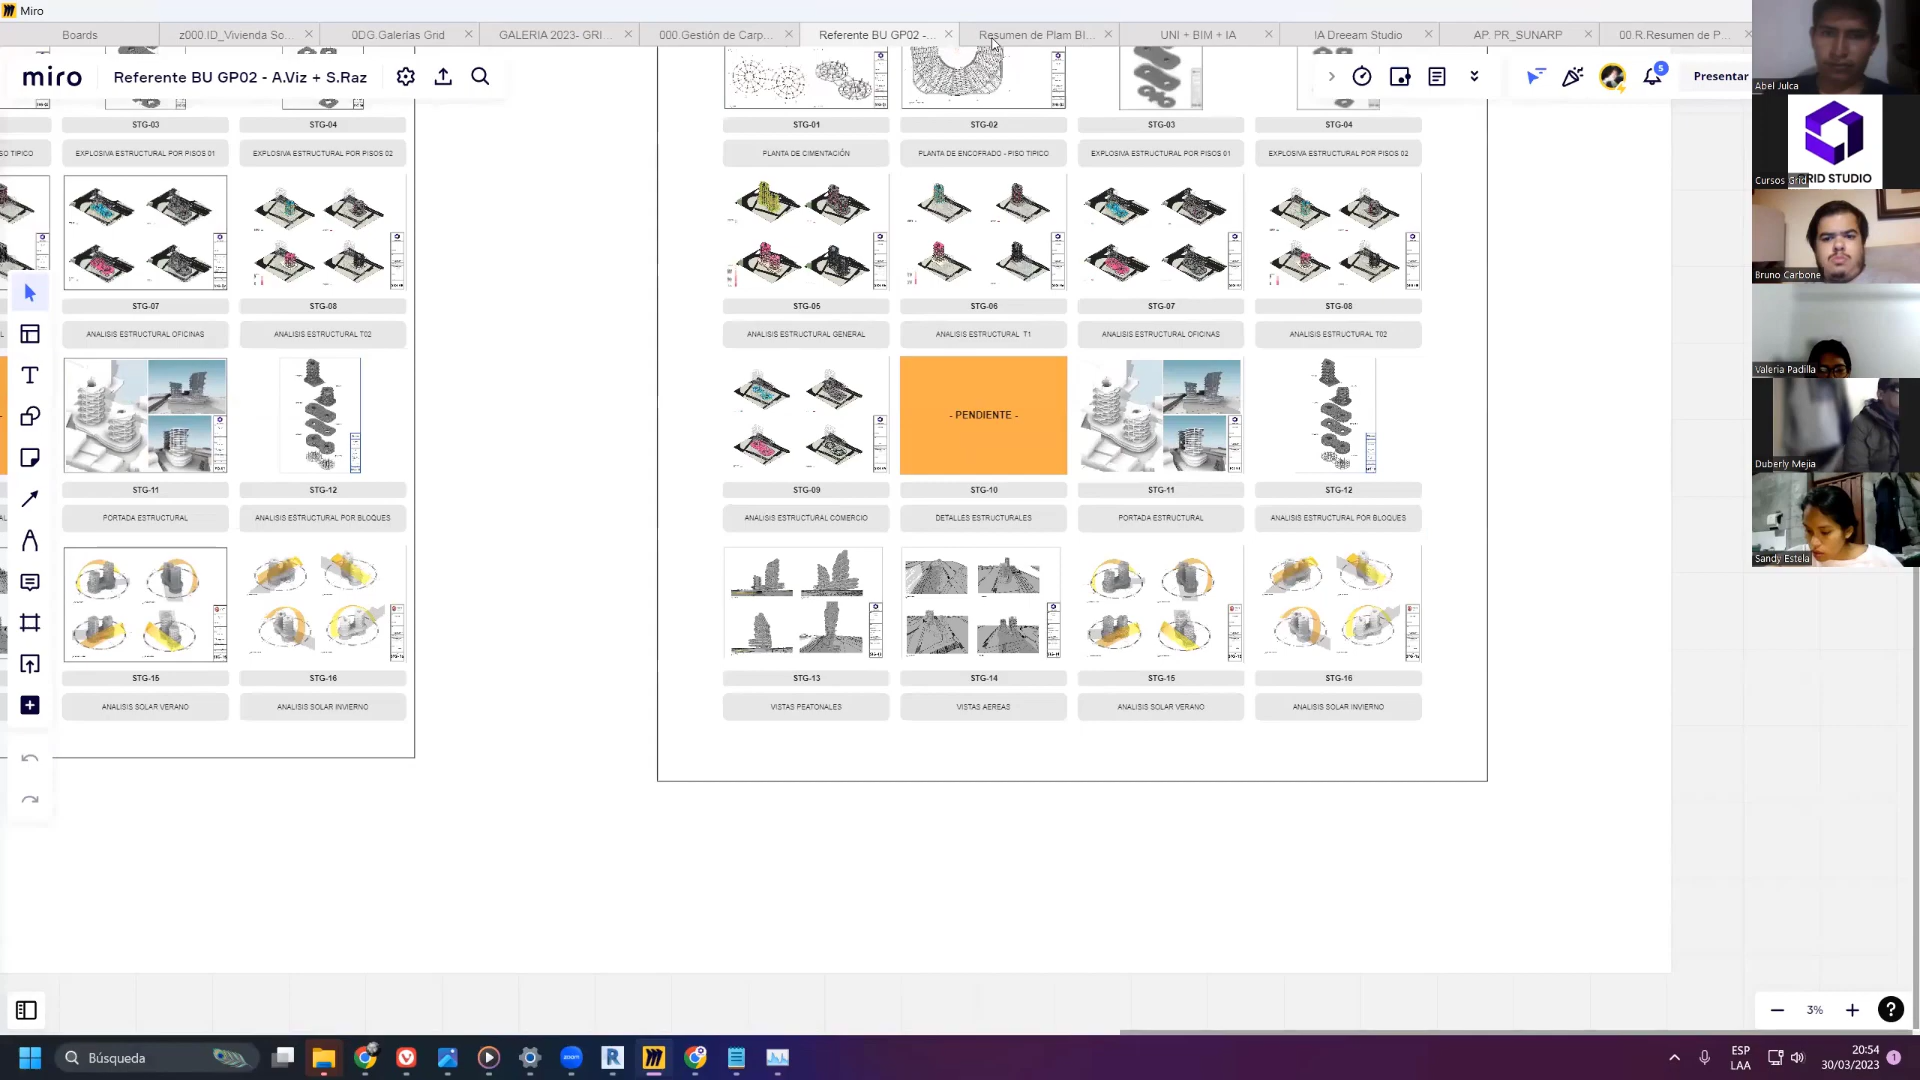 Miro
Boards
z000.ID_Vivienda So...
0DG.Galerías Grid
GALERIA 2023- GRI...
000.Gestión de Carp...
Referente BU GP02 -...
Resumen de Plam BI...
UNI + BIM + IA
IA Dreeam Studio
AP. PR_SUNARP
00.R.Resumen de P...
miro
Referente BU GP02 - A.Viz + S.Raz
5
Presentar
Abel Julca
GRID STUDIO
Cursos Grid
Bruno Carbone
Valeria Padilla
Duberly Mejia
Sandy Estela
STG-03
STG-04
SO TIPICO
EXPLOSIVA ESTRUCTURAL POR PISOS 01
EXPLOSIVA ESTRUCTURAL POR PISOS 02
STG-07
STG-08
ANALISIS ESTRUCTURAL OFICINAS
ANALISIS ESTRUCTURAL T02
STG-11
STG-12
PORTADA ESTRUCTURAL
ANALISIS ESTRUCTURAL POR BLOQUES
STG-15
STG-16
ANALISIS SOLAR VERANO
ANALISIS SOLAR INVIERNO
STG-01
STG-02
STG-03
STG-04
PLANTA DE CIMENTACIÓN
PLANTA DE ENCOFRADO - PISO TIPICO
EXPLOSIVA ESTRUCTURAL POR PISOS 01
EXPLOSIVA ESTRUCTURAL POR PISOS 02
STG-05
STG-06
STG-07
STG-08
ANALISIS ESTRUCTURAL GENERAL
ANALISIS ESTRUCTURAL T1
ANALISIS ESTRUCTURAL OFICINAS
ANALISIS ESTRUCTURAL T02
- PENDIENTE -
STG-09
STG-10
STG-11
STG-12
ANALISIS ESTRUCTURAL COMERCIO
DETALLES ESTRUCTURALES
PORTADA ESTRUCTURAL
ANALISIS ESTRUCTURAL POR BLOQUES
STG-13
STG-14
STG-15
STG-16
VISTAS PEATONALES
VISTAS AEREAS
ANALISIS SOLAR VERANO
ANALISIS SOLAR INVIERNO
3%
Búsqueda
zoom
R
ESP
LAA
20:54
30/03/2023
1